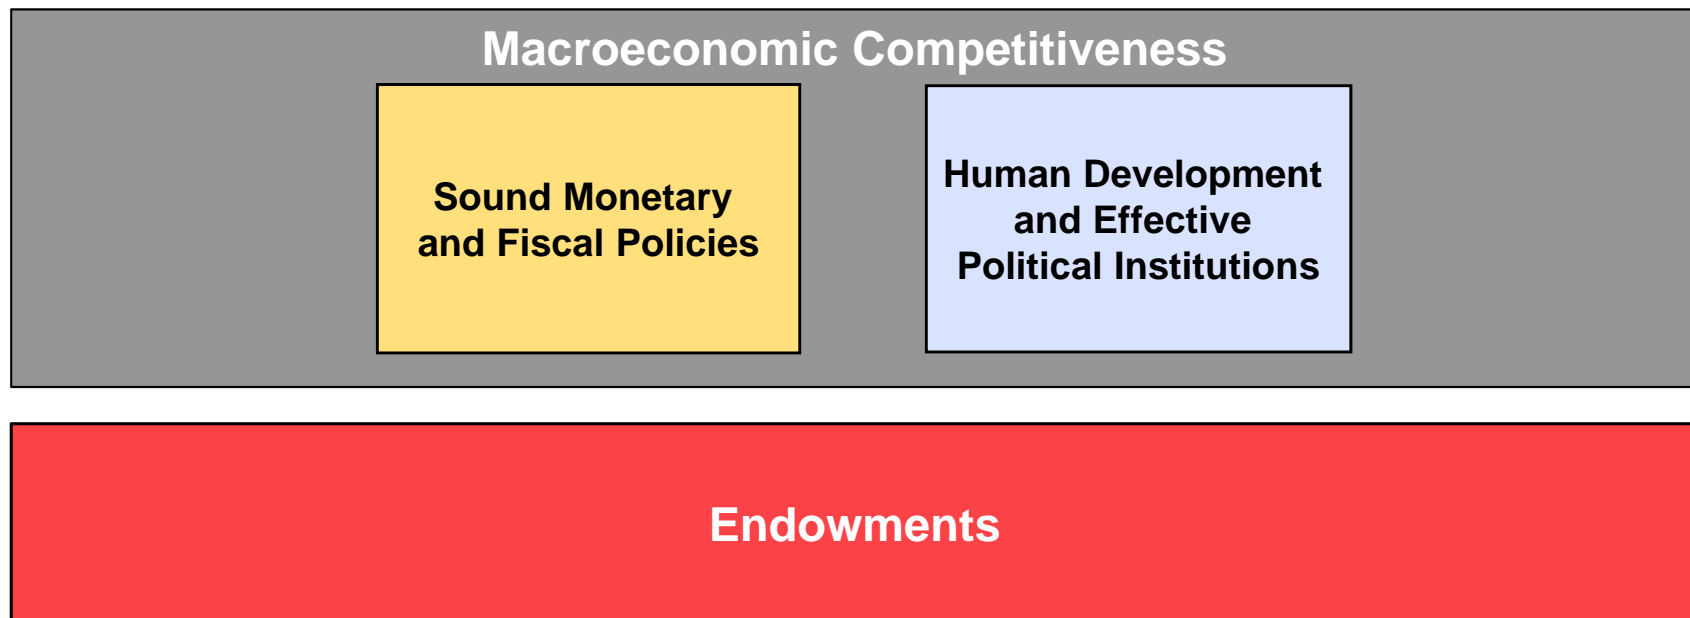 Macroeconomic Competitiveness
Sound Monetary
and Fiscal Policies
Human Development
and Effective
Political Institutions
Endowments